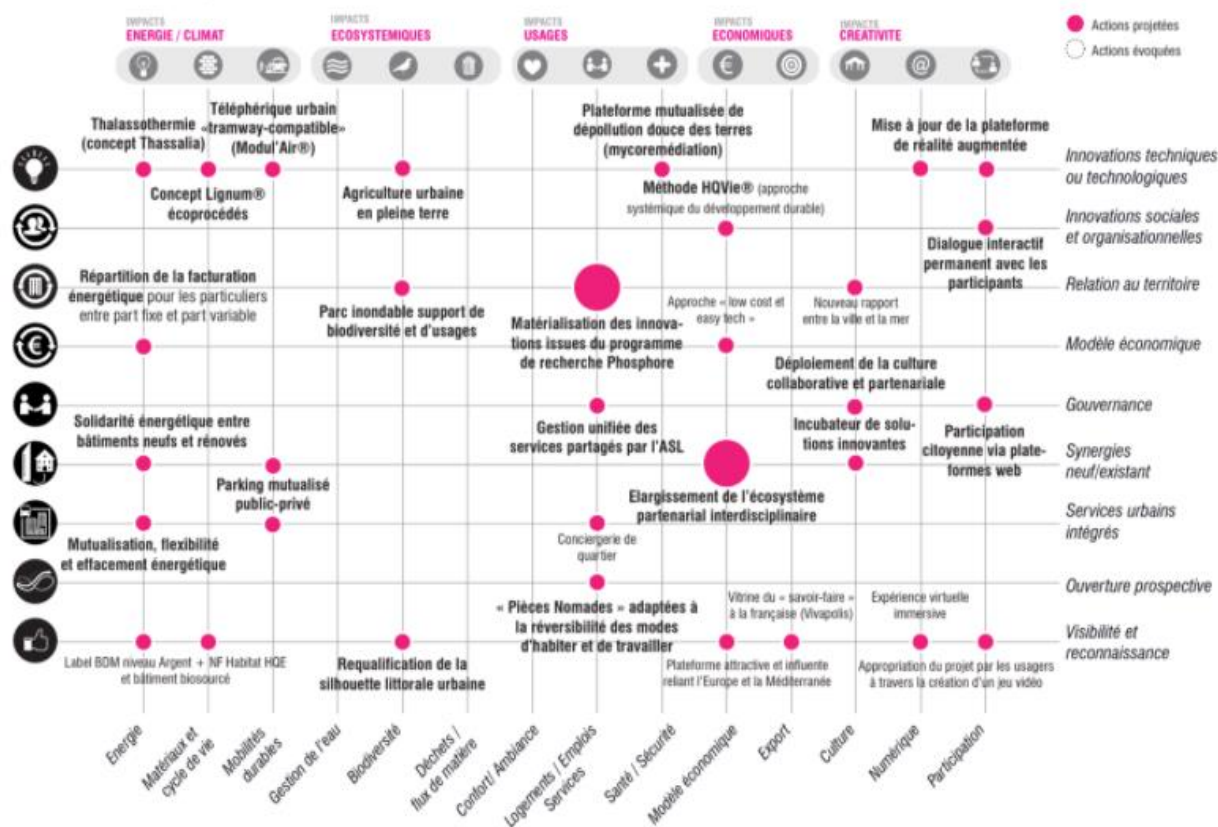 IMPACTS
ENERGIE / CLIMAT
IMPACTS
ECOSYSTEMIQUES
IMPACTS
USAGES
IMPACTS
ECONOMIQUES
IMPACTS
CREATIVITE
Actions projetées
Actions évoquées
Thalassothermie
(concept Thassalia)
Téléphérique urbain
«tramway-compatible»
(Modul'Air®)
Plateforme mutualisée de
dépollution douce des terres
(mycoremédiation)
Mise à jour de la plateforme
de réalité augmentée
Innovations techniques
ou technologiques
Concept Lignum®
écoprocédés
Agriculture urbaine
en pleine terre
Méthode HQVie® (approche
systémique du développement durable)
Innovations sociales
et organisationnelles
Dialogue interactif
permanent avec les
participants
Répartition de la facturation
énergétique pour les particuliers
entre part fixe et part variable
Parc inondable support de
biodiversité et d'usages
Matérialisation des innova-
tions issues du programme
de recherche Phosphore
Approche « low cost et
easy tech »
Nouveau rapport
entre la ville et la mer
Relation au territoire
Modèle économique
Déploiement de la culture
collaborative et partenariale
Gouvernance
Solidarité énergétique entre
bâtiments neufs et rénovés
Gestion unifiée des
services partagés par l'ASL
Incubateur de solu-
tions innovantes
Participation
citoyenne via plate-
formes web
Synergies
neuf/existant
Parking mutualisé
public-privé
Elargissement de l'écosystème
partenarial interdisciplinaire
Services urbains
intégrés
Mutualisation, flexibilité
et effacement énergétique
Conciergerie de
quartier
Ouverture prospective
« Pièces Nomades » adaptées à
la réversibilité des modes
d'habiter et de travailler
Vitrine du « savoir-faire »
à la française (Vivapolis)
Expérience virtuelle
immersive
Visibilité et
reconnaissance
Label BDM niveau Argent + NF Habitat HQE
et bâtiment biosourcé
Requalification de la
silhouette littorale urbaine
Plateforme attractive et influente
reliant l'Europe et la Méditerranée
Appropriation du projet par les usagers
à travers la création d'un jeu vidéo
Energie
Matériaux et
cycle de vie
Mobilités
durables
Gestion de l'eau
Biodiversité
Déchets /
flux de matière
Confort/ Ambiance
Logements / Emplois
Services
Santé / Sécurité
Modèle économique
Export
Culture
Numérique
Participation